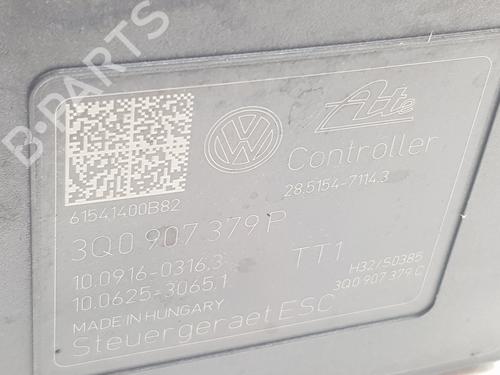 B-PARTS
Ate
Controller
28.5154-7114.3
61541400B82
3Q0 907 379 P
TT1
10.0916-0316.3
H32/S0385
10.0625-3065.1
3Q0 907 379 C
MADE IN HUNGARY
Steuergeraet ESC